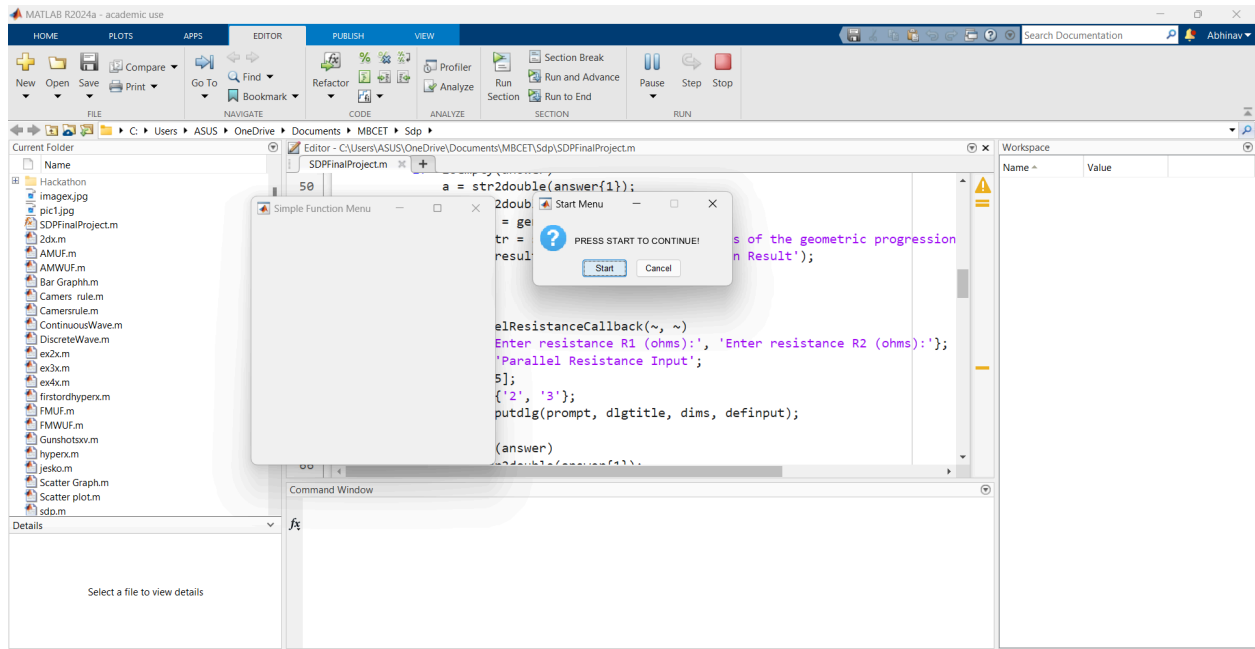 MATLAB R2024a - academic use
HOME PLOTS APPS EDITOR PUBLISH VIEW
Search Documentation Abhinav
New Open Save Compare Print Go To Find Bookmark Refactor Profiler Analyze Run Section Section Break Run and Advance Run to End Pause Step Stop
FILE NAVIGATE CODE ANALYZE SECTION RUN
C: Users ASUS OneDrive Documents MBCET Sdp
Current Folder
Name
Hackathon
imagex.jpg
pic1.jpg
SDPFinalProject.m
2dx.m
AMUF.m
AMWUF.m
Bar Graphh.m
Camers rule.m
Camersrule.m
ContinuousWave.m
DiscreteWave.m
ex2x.m
ex3x.m
ex4x.m
firstordhyperx.m
FMUF.m
FMWUF.m
Gunshotsxv.m
hyperx.m
jesko.m
Scatter Graph.m
Scatter plot.m
sdp.m
Details
Select a file to view details
Editor - C:\Users\ASUS\OneDrive\Documents\MBCET\Sdp\SDPFinalProject.m
SDPFinalProject.m +
50 a = str2double(answer{1});
2doub
= ge
tr = s of the geometric progression
resul n Result');
elResistanceCallback(~, ~)
Enter resistance R1 (ohms):', 'Enter resistance R2 (ohms):'};
'Parallel Resistance Input';
5];
{'2', '3'};
putdlg(prompt, dlgtitle, dims, definput);
(answer)
Simple Function Menu
Start Menu
PRESS START TO CONTINUE!
Start Cancel
Command Window
fx
Workspace
Name Value